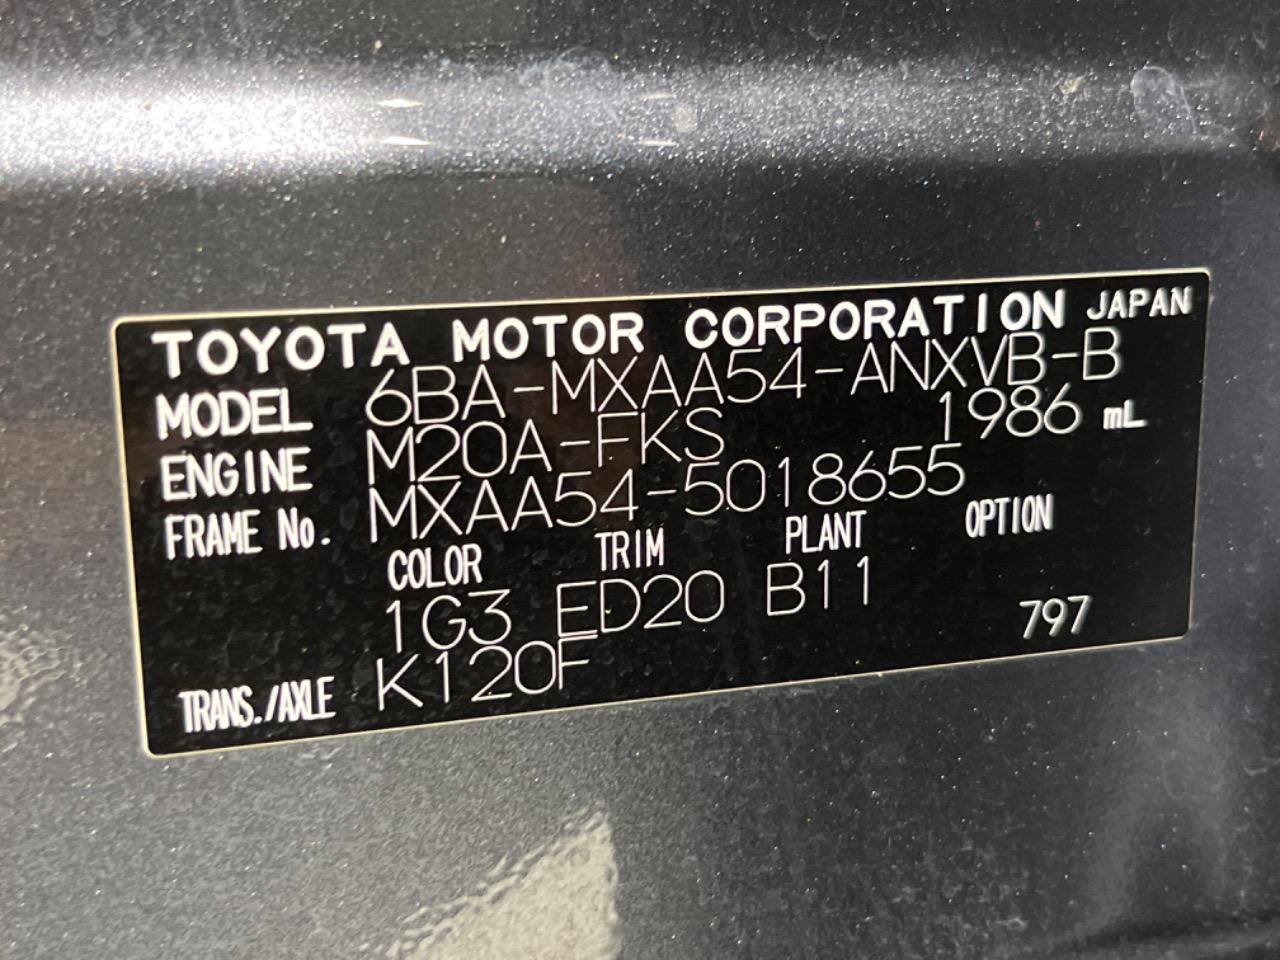 TOYOTA MOTOR CORPORATION JAPAN
MODEL 6BA-MXAA54-ANXVB-B
ENGINE M20A-FKS 1986 mL
FRAME No. MXAA54-5018655
COLOR TRIM PLANT OPTION
1G3 ED20 B11 797
TRANS./AXLE K120F